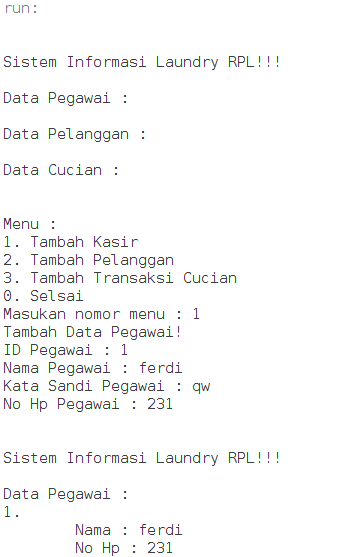 run:
Sistem Informasi Laundry RPL!!!
Data Pegawai :
Data Pelanggan :
Data Cucian :
Menu :
1. Tambah Kasir
2. Tambah Pelanggan
3. Tambah Transaksi Cucian
0. Selsai
Masukan nomor menu : 1
Tambah Data Pegawai!
ID Pegawai : 1
Nama Pegawai : ferdi
Kata Sandi Pegawai : qw
No Hp Pegawai : 231
Sistem Informasi Laundry RPL!!!
Data Pegawai :
1.
Nama : ferdi
No Hp : 231